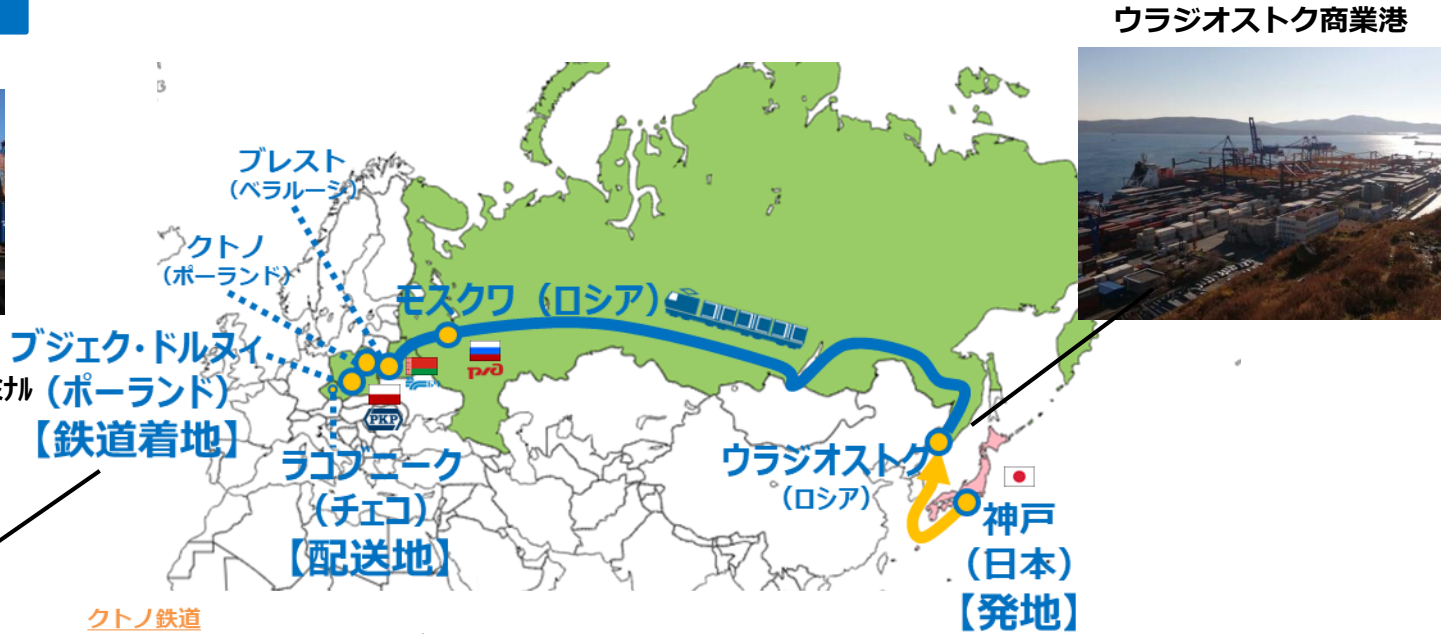 ウラジオストク商業港
ブレスト
(ベラルーシ)
クトノ
(ポーランド)
モスクワ(ロシア)
ブジェク・ドルヌィ
(ポーランド)
【鉄道着地】
pжд
PKP
ラコブニーク
(チェコ)
【配送地】
ウラジオストク
(ロシア)
神戸
(日本)
【発地】
クトノ鉄道